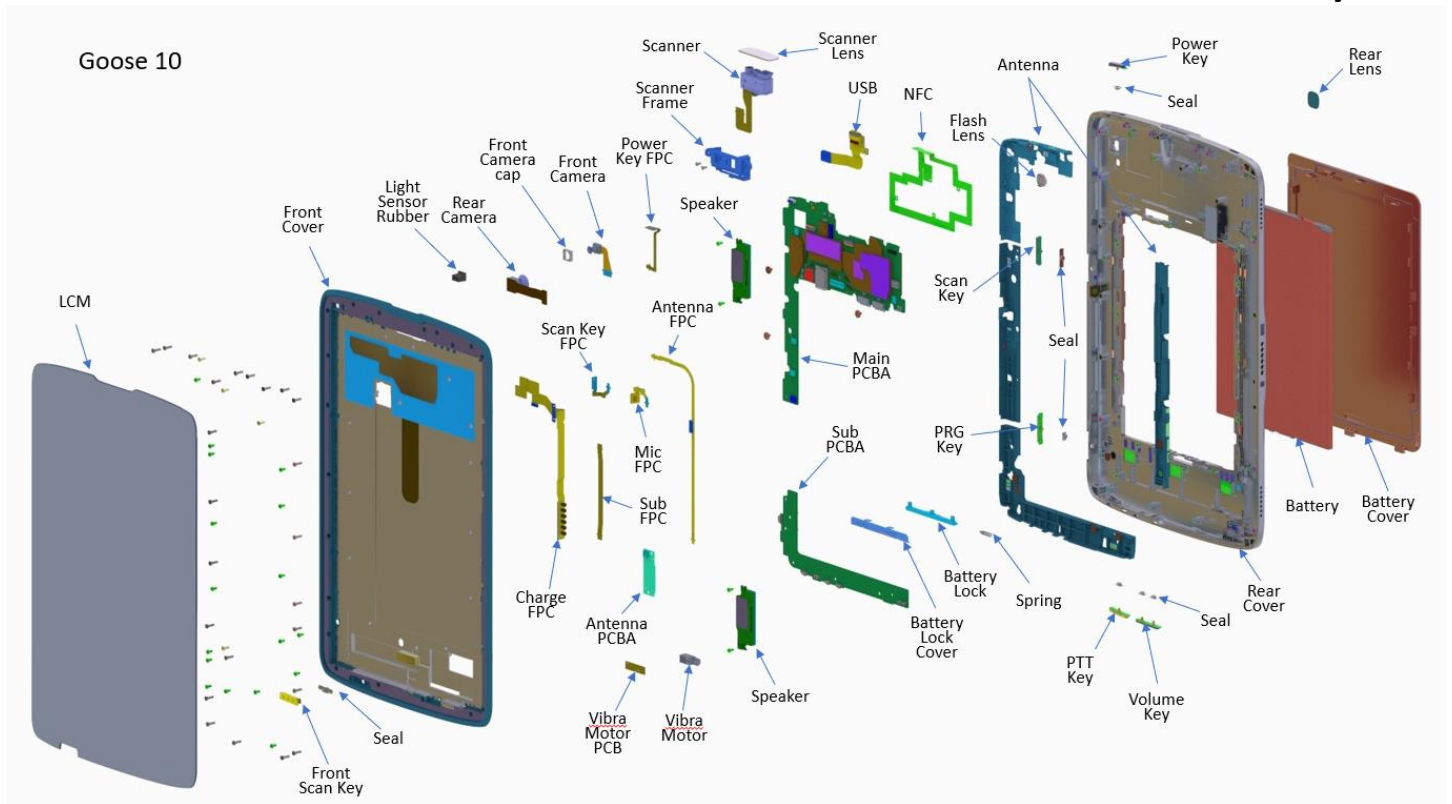 Goose 10
Scanner
Scanner
Lens
Scanner
Frame
USB
NFC
Antenna
Power
Key
Seal
Rear
Lens
Flash
Lens
Front
Camera
cap
Front
Camera
Power
Key FPC
Light
Sensor
Rubber
Rear
Camera
Speaker
Front
Cover
LCM
Scan Key
FPC
Antenna
FPC
Main
PCBA
Scan
Key
Seal
PRG
Key
Mic
FPC
Sub
FPC
Sub
PCBA
Charge
FPC
Antenna
PCBA
Battery
Lock
Spring
Battery
Lock
Cover
Battery
Battery
Cover
Rear
Cover
Seal
PTT
Key
Volume
Key
Speaker
Vibra
Motor
PCB
Vibra
Motor
Seal
Front
Scan Key